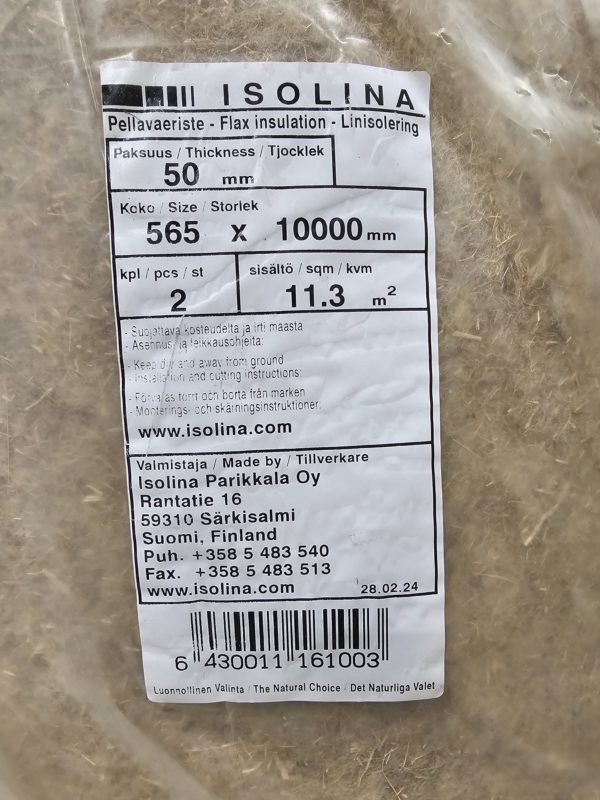 ISOLINA
Pellavaeriste - Flax insulation - Linisolering
Paksuus / Thickness / Tjocklek
50 mm
Koko / Size / Storlek
565 x 10000 mm
kpl / pcs / st
2
sisältö / sqm / kvm
11.3 m²
- Suojattava kosteudelta ja irti maasta
- Asennus- ja leikkausohjeita:
- Keep dry and away from ground
- Installation and cutting instructions:
- Förvaras torrt och borta från marken
- Monterings- och skärningsinstruktioner:
www.isolina.com
Valmistaja / Made by / Tillverkare
Isolina Parikkala Oy
Rantatie 16
59310 Särkisalmi
Suomi, Finland
Puh. +358 5 483 540
Fax. +358 5 483 513
www.isolina.com
28.02.24
6 430011 161003
Luonnollinen Valinta / The Natural Choice / Det Naturliga Valet